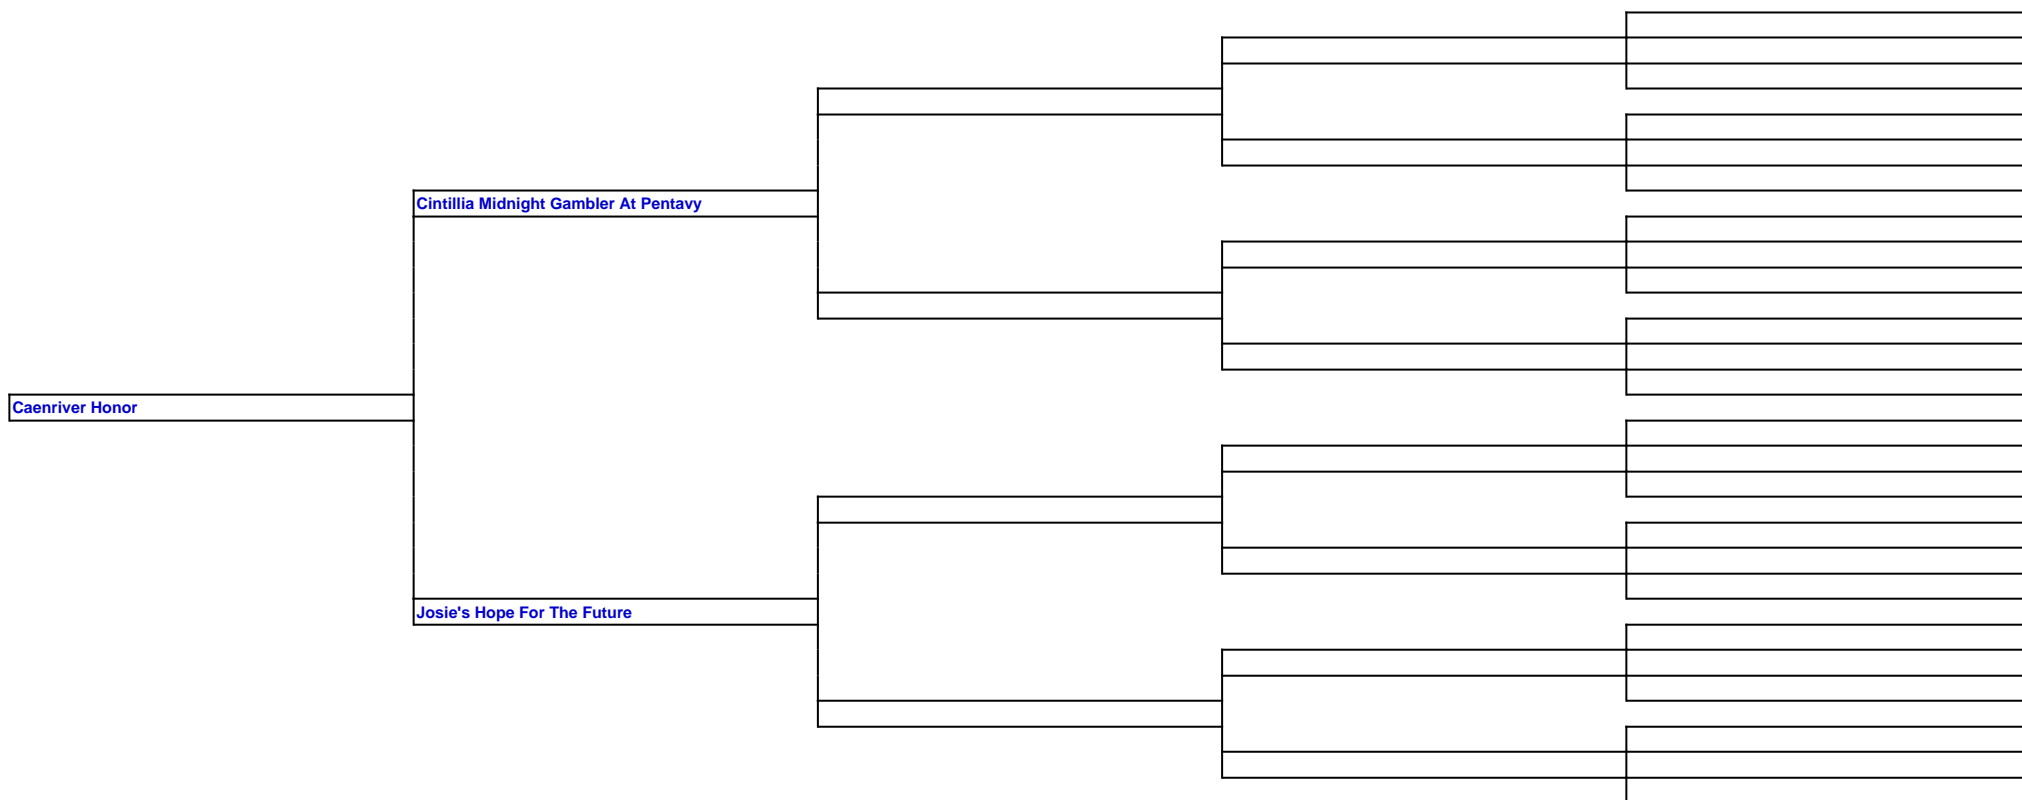 Cintillia Midnight Gambler At Pentavy
Caenriver Honor
Josie's Hope For The Future